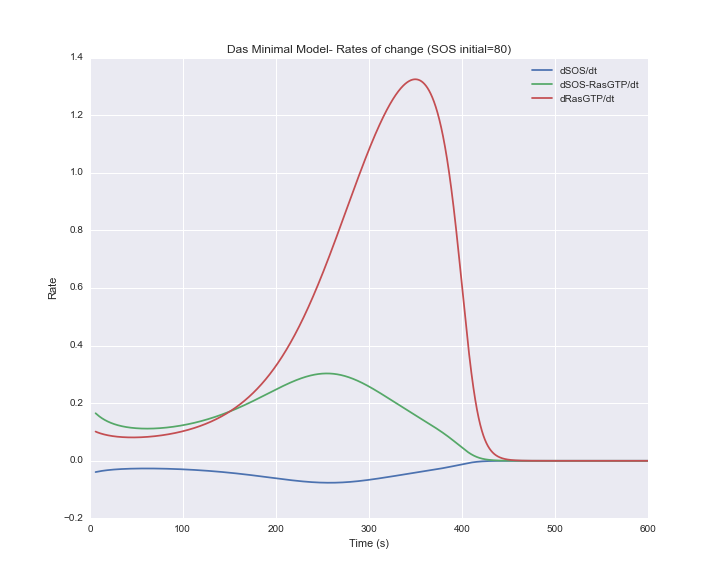 Das Minimal Model- Rates of change (SOS initial=80)
1.4
1.2
1.0
0.8
0.6
0.4
0.2
0.0
−0.2
Rate
dSOS/dt
dSOS-RasGTP/dt
dRasGTP/dt
0 100 200 300 400 500 600
Time (s)